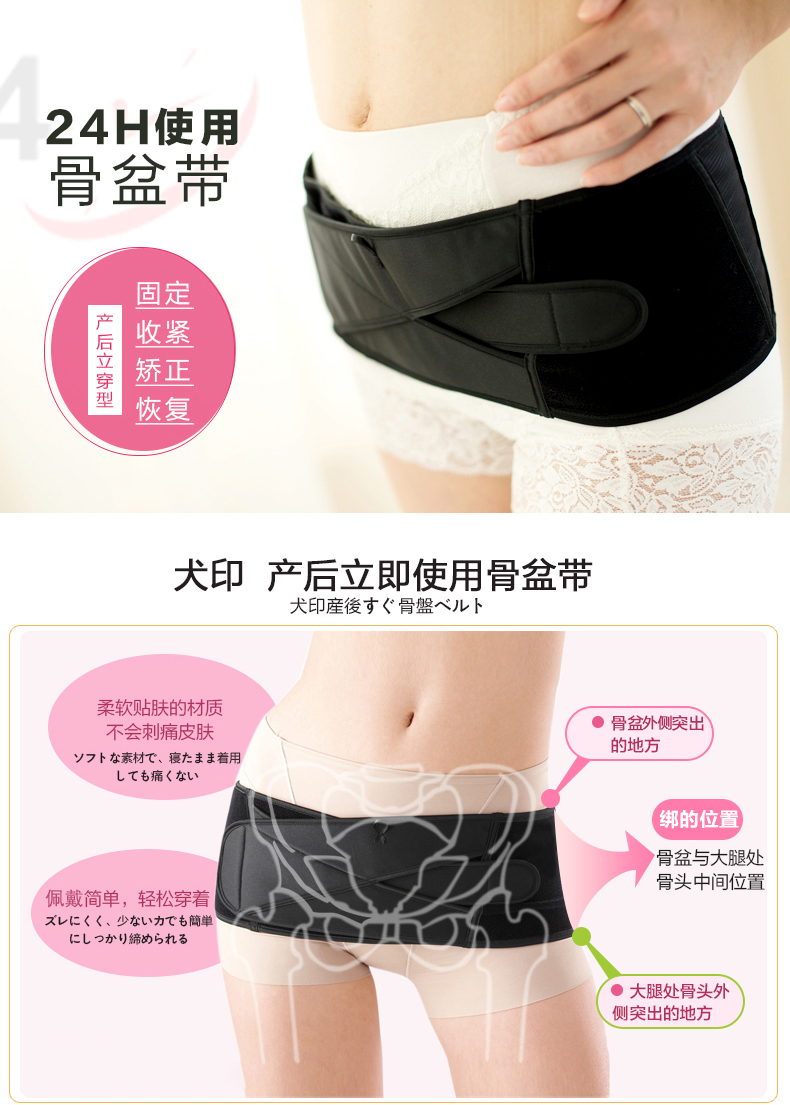 4
24H使用
骨盆带
产后立穿型
固定
收紧
矫正
恢复
犬印 产后立即使用骨盆带
犬印産後すぐ骨盤ベルト
柔软贴肤的材质
不会刺痛皮肤
ソフトな素材で、寝たまま着用
しても痛くない
骨盆外侧突出
的地方
绑的位置
骨盆与大腿处
骨头中间位置
佩戴简单，轻松穿着
ズレにくく、少ない力でも簡単
にしっかり締められる
大腿处骨头外
侧突出的地方